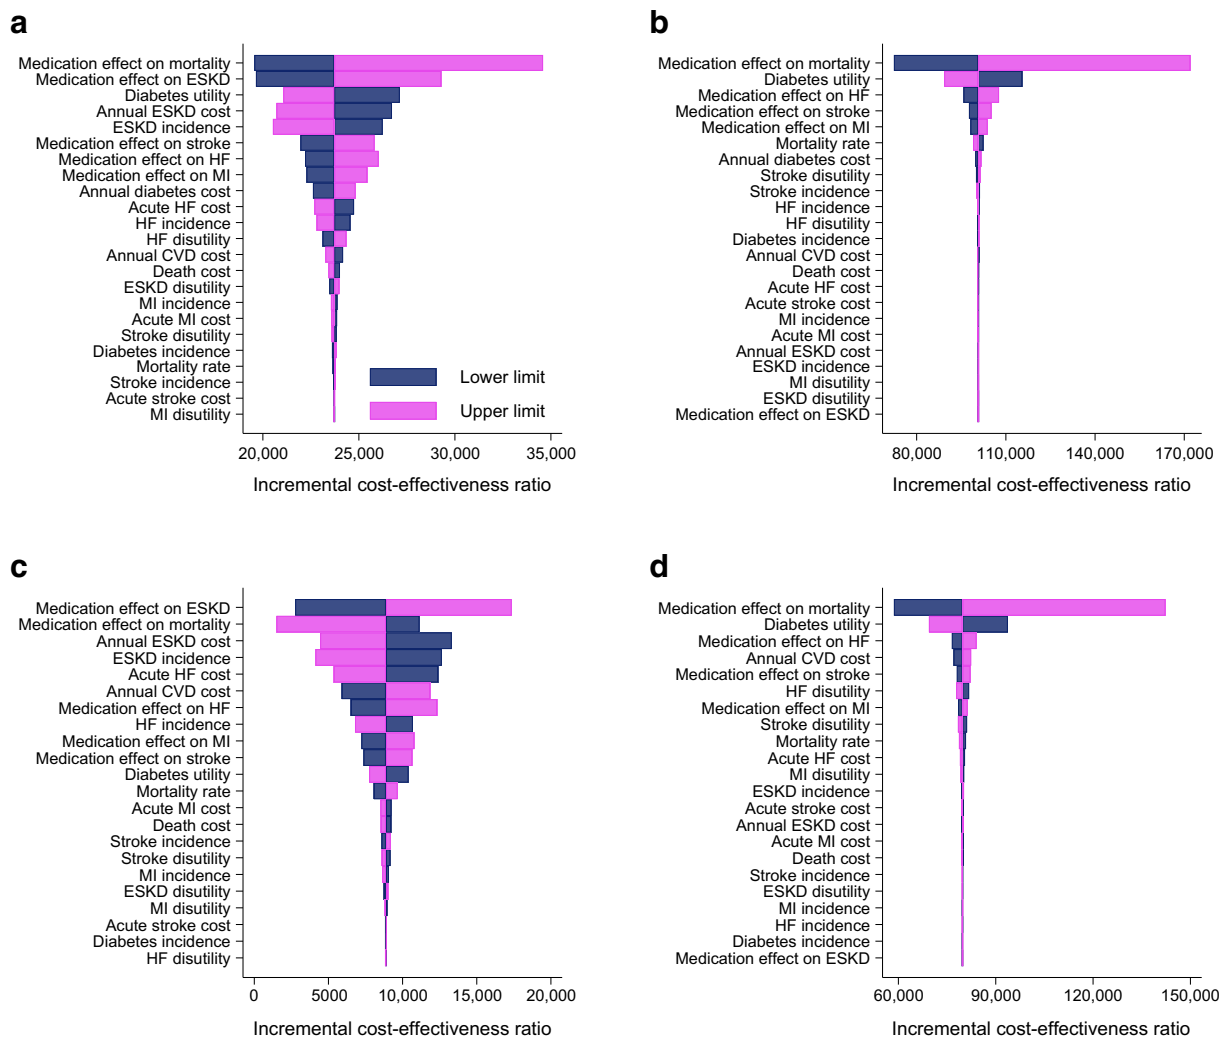 a
Medication effect on mortality
Medication effect on ESKD
Diabetes utility
Annual ESKD cost
ESKD incidence
Medication effect on stroke
Medication effect on HF
Medication effect on MI
Annual diabetes cost
Acute HF cost
HF incidence
HF disutility
Annual CVD cost
Death cost
ESKD disutility
MI incidence
Acute MI cost
Stroke disutility
Diabetes incidence
Mortality rate
Stroke incidence
Acute stroke cost
MI disutility
Lower limit
Upper limit
20,000 25,000 30,000 35,000
Incremental cost-effectiveness ratio
b
Medication effect on mortality
Diabetes utility
Medication effect on HF
Medication effect on stroke
Medication effect on MI
Mortality rate
Annual diabetes cost
Stroke disutility
Stroke incidence
HF incidence
HF disutility
Diabetes incidence
Annual CVD cost
Death cost
Acute HF cost
Acute stroke cost
MI incidence
Acute MI cost
Annual ESKD cost
ESKD incidence
MI disutility
ESKD disutility
Medication effect on ESKD
80,000 110,000 140,000 170,000
Incremental cost-effectiveness ratio
c
Medication effect on ESKD
Medication effect on mortality
Annual ESKD cost
ESKD incidence
Acute HF cost
Annual CVD cost
Medication effect on HF
HF incidence
Medication effect on MI
Medication effect on stroke
Diabetes utility
Mortality rate
Acute MI cost
Death cost
Stroke incidence
Stroke disutility
MI incidence
ESKD disutility
MI disutility
Acute stroke cost
Diabetes incidence
HF disutility
0 5000 10,000 15,000 20,000
Incremental cost-effectiveness ratio
d
Medication effect on mortality
Diabetes utility
Medication effect on HF
Annual CVD cost
Medication effect on stroke
HF disutility
Medication effect on MI
Stroke disutility
Mortality rate
Acute HF cost
MI disutility
ESKD incidence
Acute stroke cost
Annual ESKD cost
Acute MI cost
Death cost
Stroke incidence
ESKD disutility
MI incidence
HF incidence
Diabetes incidence
Medication effect on ESKD
60,000 90,000 120,000 150,000
Incremental cost-effectiveness ratio